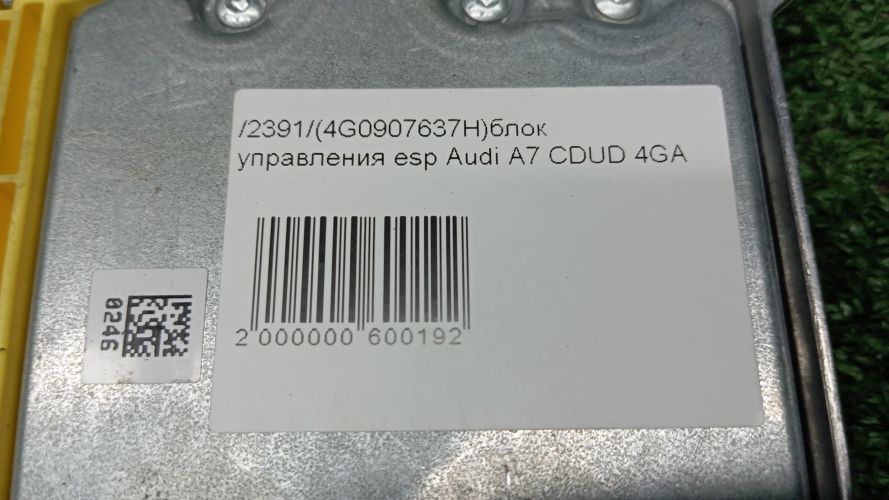 /2391/(4G0907637H)блок
управления esp Audi A7 CDUD 4GA
2 000000 600192
0246